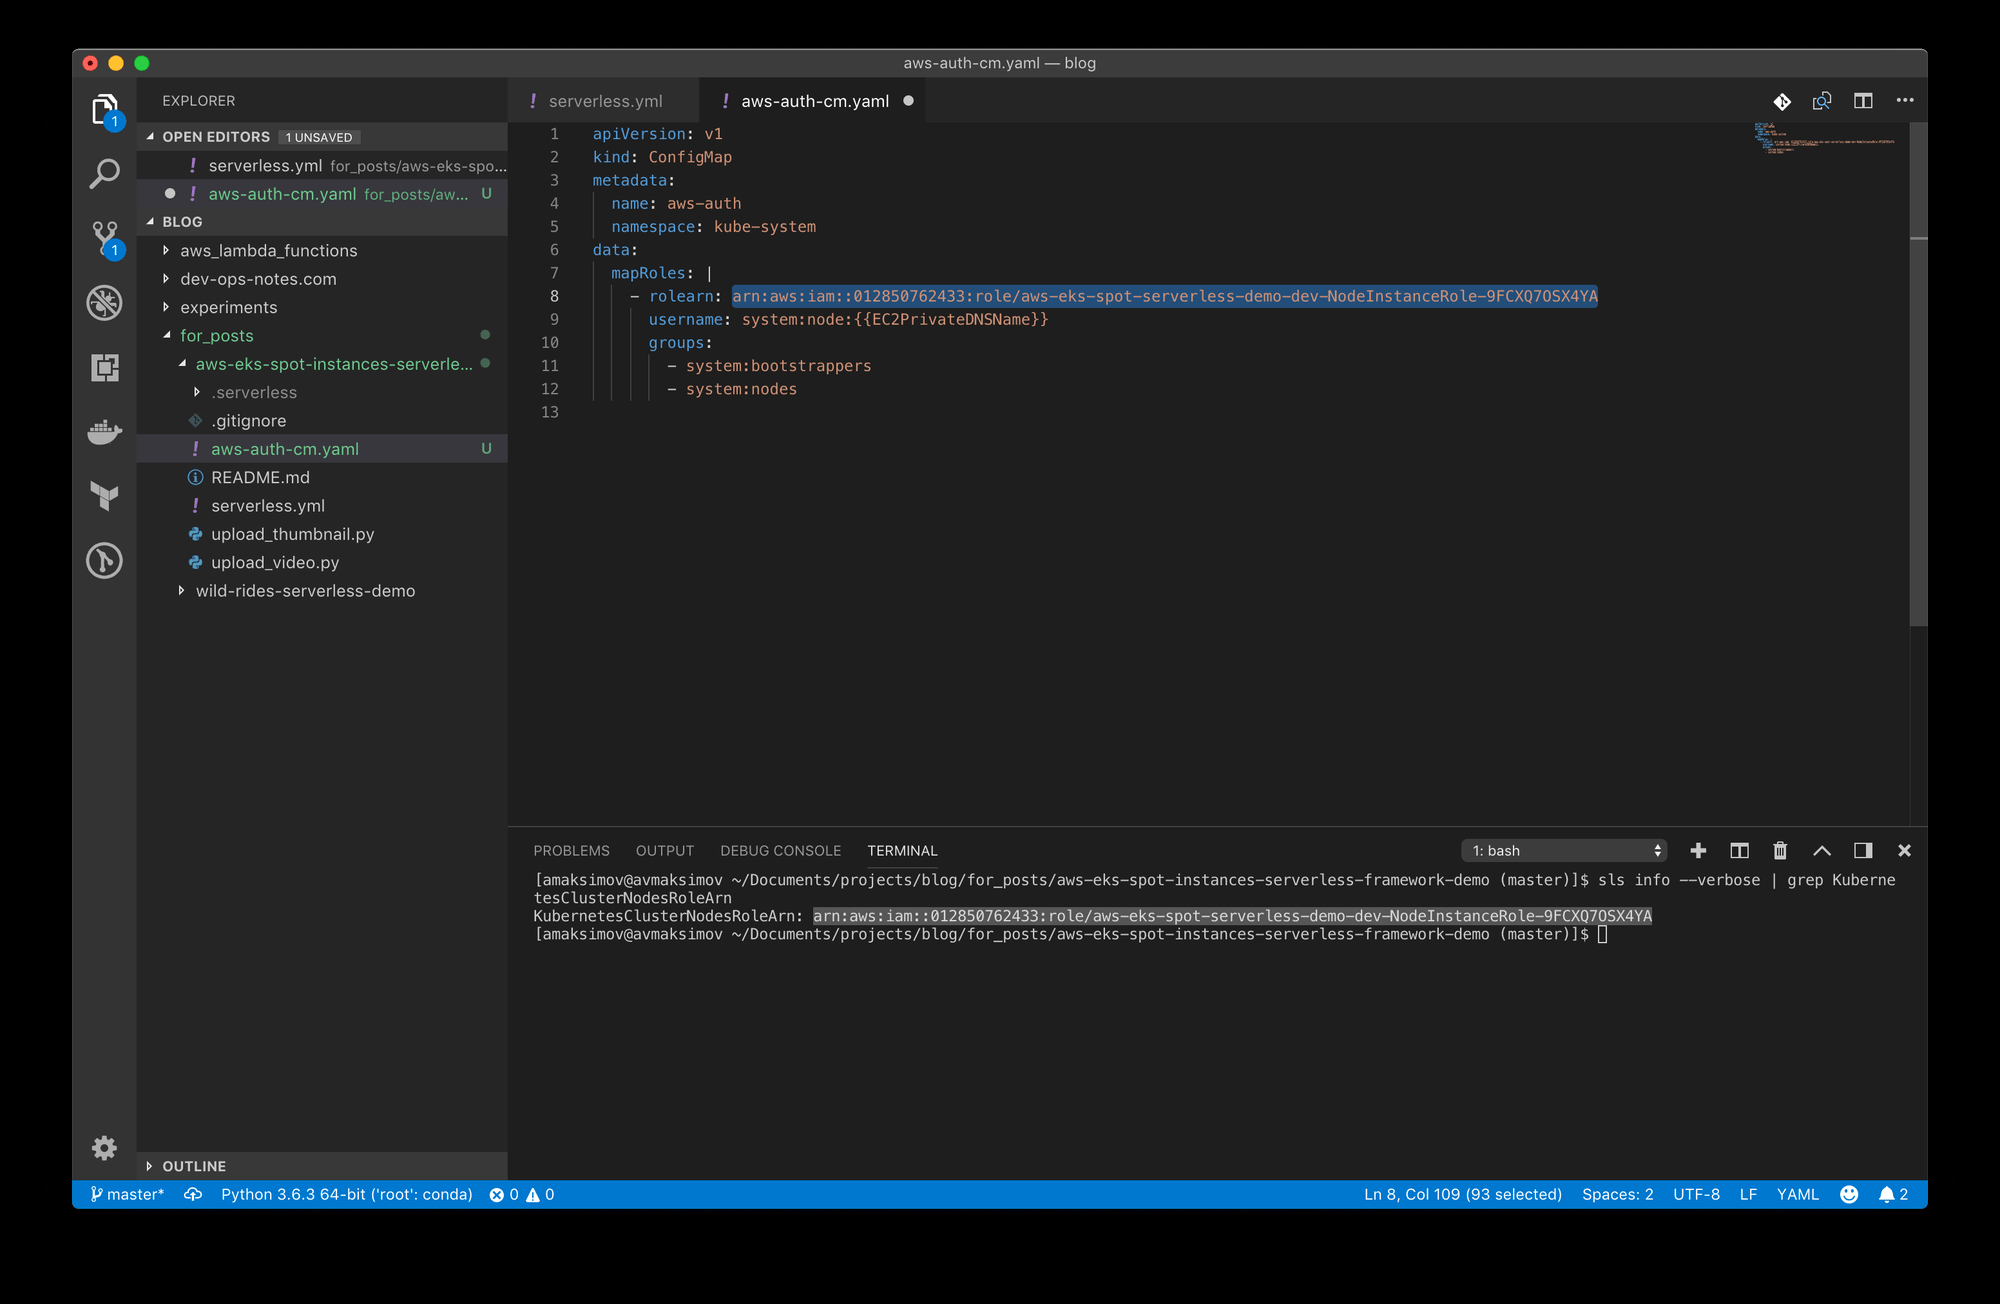 aws-auth-cm.yaml — blog
EXPLORER
OPEN EDITORS 1 UNSAVED
! serverless.yml for_posts/aws-eks-spo...
! aws-auth-cm.yaml for_posts/aw... U
BLOG
aws_lambda_functions
dev-ops-notes.com
experiments
for_posts
aws-eks-spot-instances-serverle...
.serverless
.gitignore
! aws-auth-cm.yaml U
README.md
! serverless.yml
upload_thumbnail.py
upload_video.py
wild-rides-serverless-demo
OUTLINE
1
1
! serverless.yml ! aws-auth-cm.yaml
1 apiVersion: v1
2 kind: ConfigMap
3 metadata:
4 name: aws-auth
5 namespace: kube-system
6 data:
7 mapRoles: |
8 - rolearn: arn:aws:iam::012850762433:role/aws-eks-spot-serverless-demo-dev-NodeInstanceRole-9FCXQ7OSX4YA
9 username: system:node:{{EC2PrivateDNSName}}
10 groups:
11 - system:bootstrappers
12 - system:nodes
13
PROBLEMS OUTPUT DEBUG CONSOLE TERMINAL 1: bash
[amaksimov@avmaksimov ~/Documents/projects/blog/for_posts/aws-eks-spot-instances-serverless-framework-demo (master)]$ sls info --verbose | grep Kuberne
tesClusterNodesRoleArn
KubernetesClusterNodesRoleArn: arn:aws:iam::012850762433:role/aws-eks-spot-serverless-demo-dev-NodeInstanceRole-9FCXQ7OSX4YA
[amaksimov@avmaksimov ~/Documents/projects/blog/for_posts/aws-eks-spot-instances-serverless-framework-demo (master)]$
master* Python 3.6.3 64-bit ('root': conda) 0 0 Ln 8, Col 109 (93 selected) Spaces: 2 UTF-8 LF YAML 2